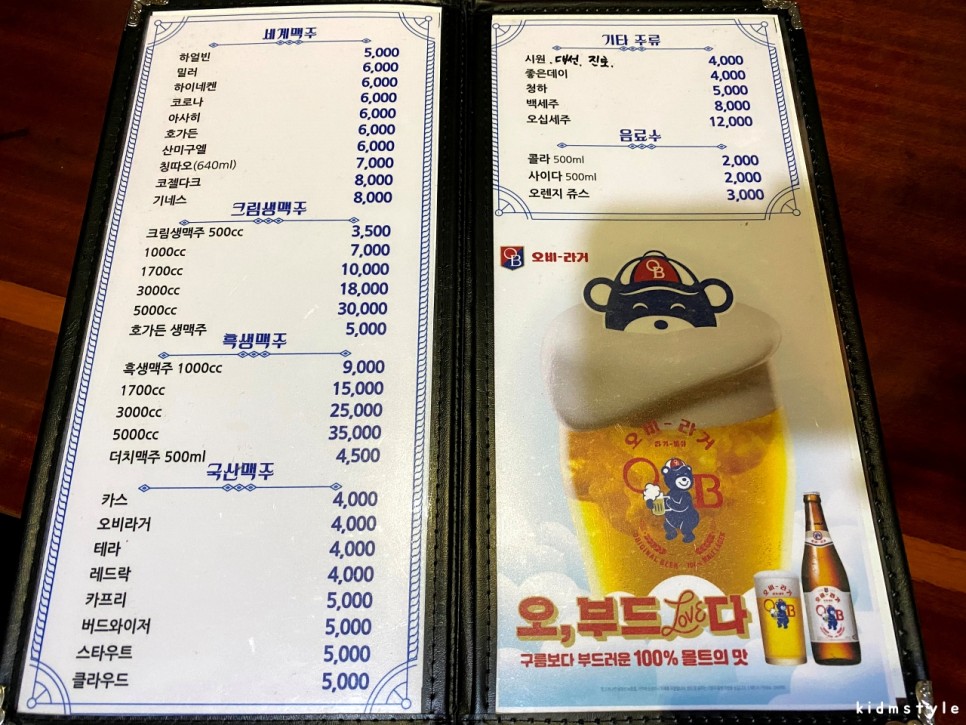 세계맥주
하얼빈 5,000
밀러 6,000
하이네켄 6,000
코로나 6,000
아사히 6,000
호가든 6,000
산미구엘 6,000
칭따오(640ml) 7,000
코젤다크 8,000
기네스 8,000
크림생맥주
크림생맥주 500cc 3,500
1000cc 7,000
1700cc 10,000
3000cc 18,000
5000cc 30,000
호가든 생맥주 5,000
흑생맥주
흑생맥주 1000cc 9,000
1700cc 15,000
3000cc 25,000
5000cc 35,000
더치맥주 500ml 4,500
국산맥주
카스 4,000
오비라거 4,000
테라 4,000
레드락 4,000
카프리 5,000
버드와이저 5,000
스타우트 5,000
클라우드 5,000
기타 주류
시원 . 대선. 진로. 4,000
좋은데이 4,000
청하 5,000
백세주 8,000
오십세주 12,000
음료수
콜라 500ml 2,000
사이다 500ml 2,000
오렌지 쥬스 3,000
OB 오비-라거
OB
오비-라거
OB
오,부드LOVE다
구름보다 부드러운 100% 몰트의 맛
kidmstyle